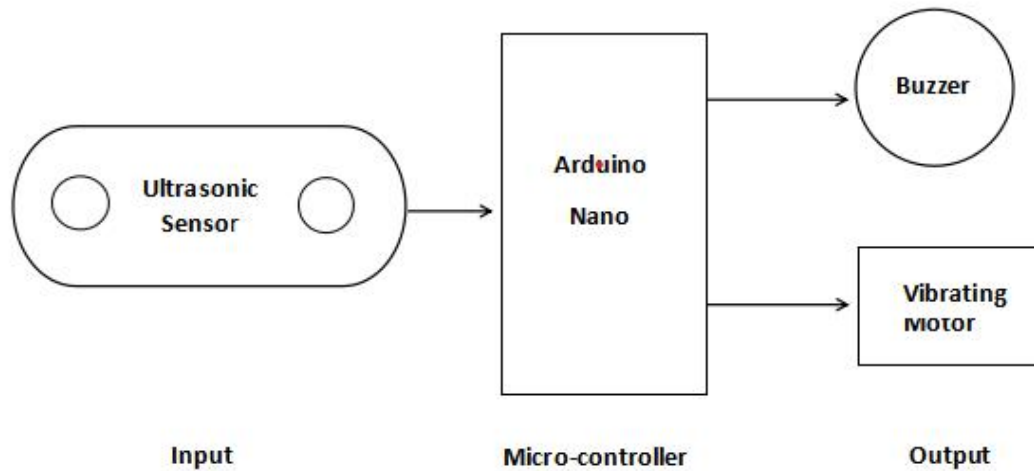 Ultrasonic
Sensor
Arduino
Nano
Buzzer
Vibrating
Motor
Input
Micro-controller
Output